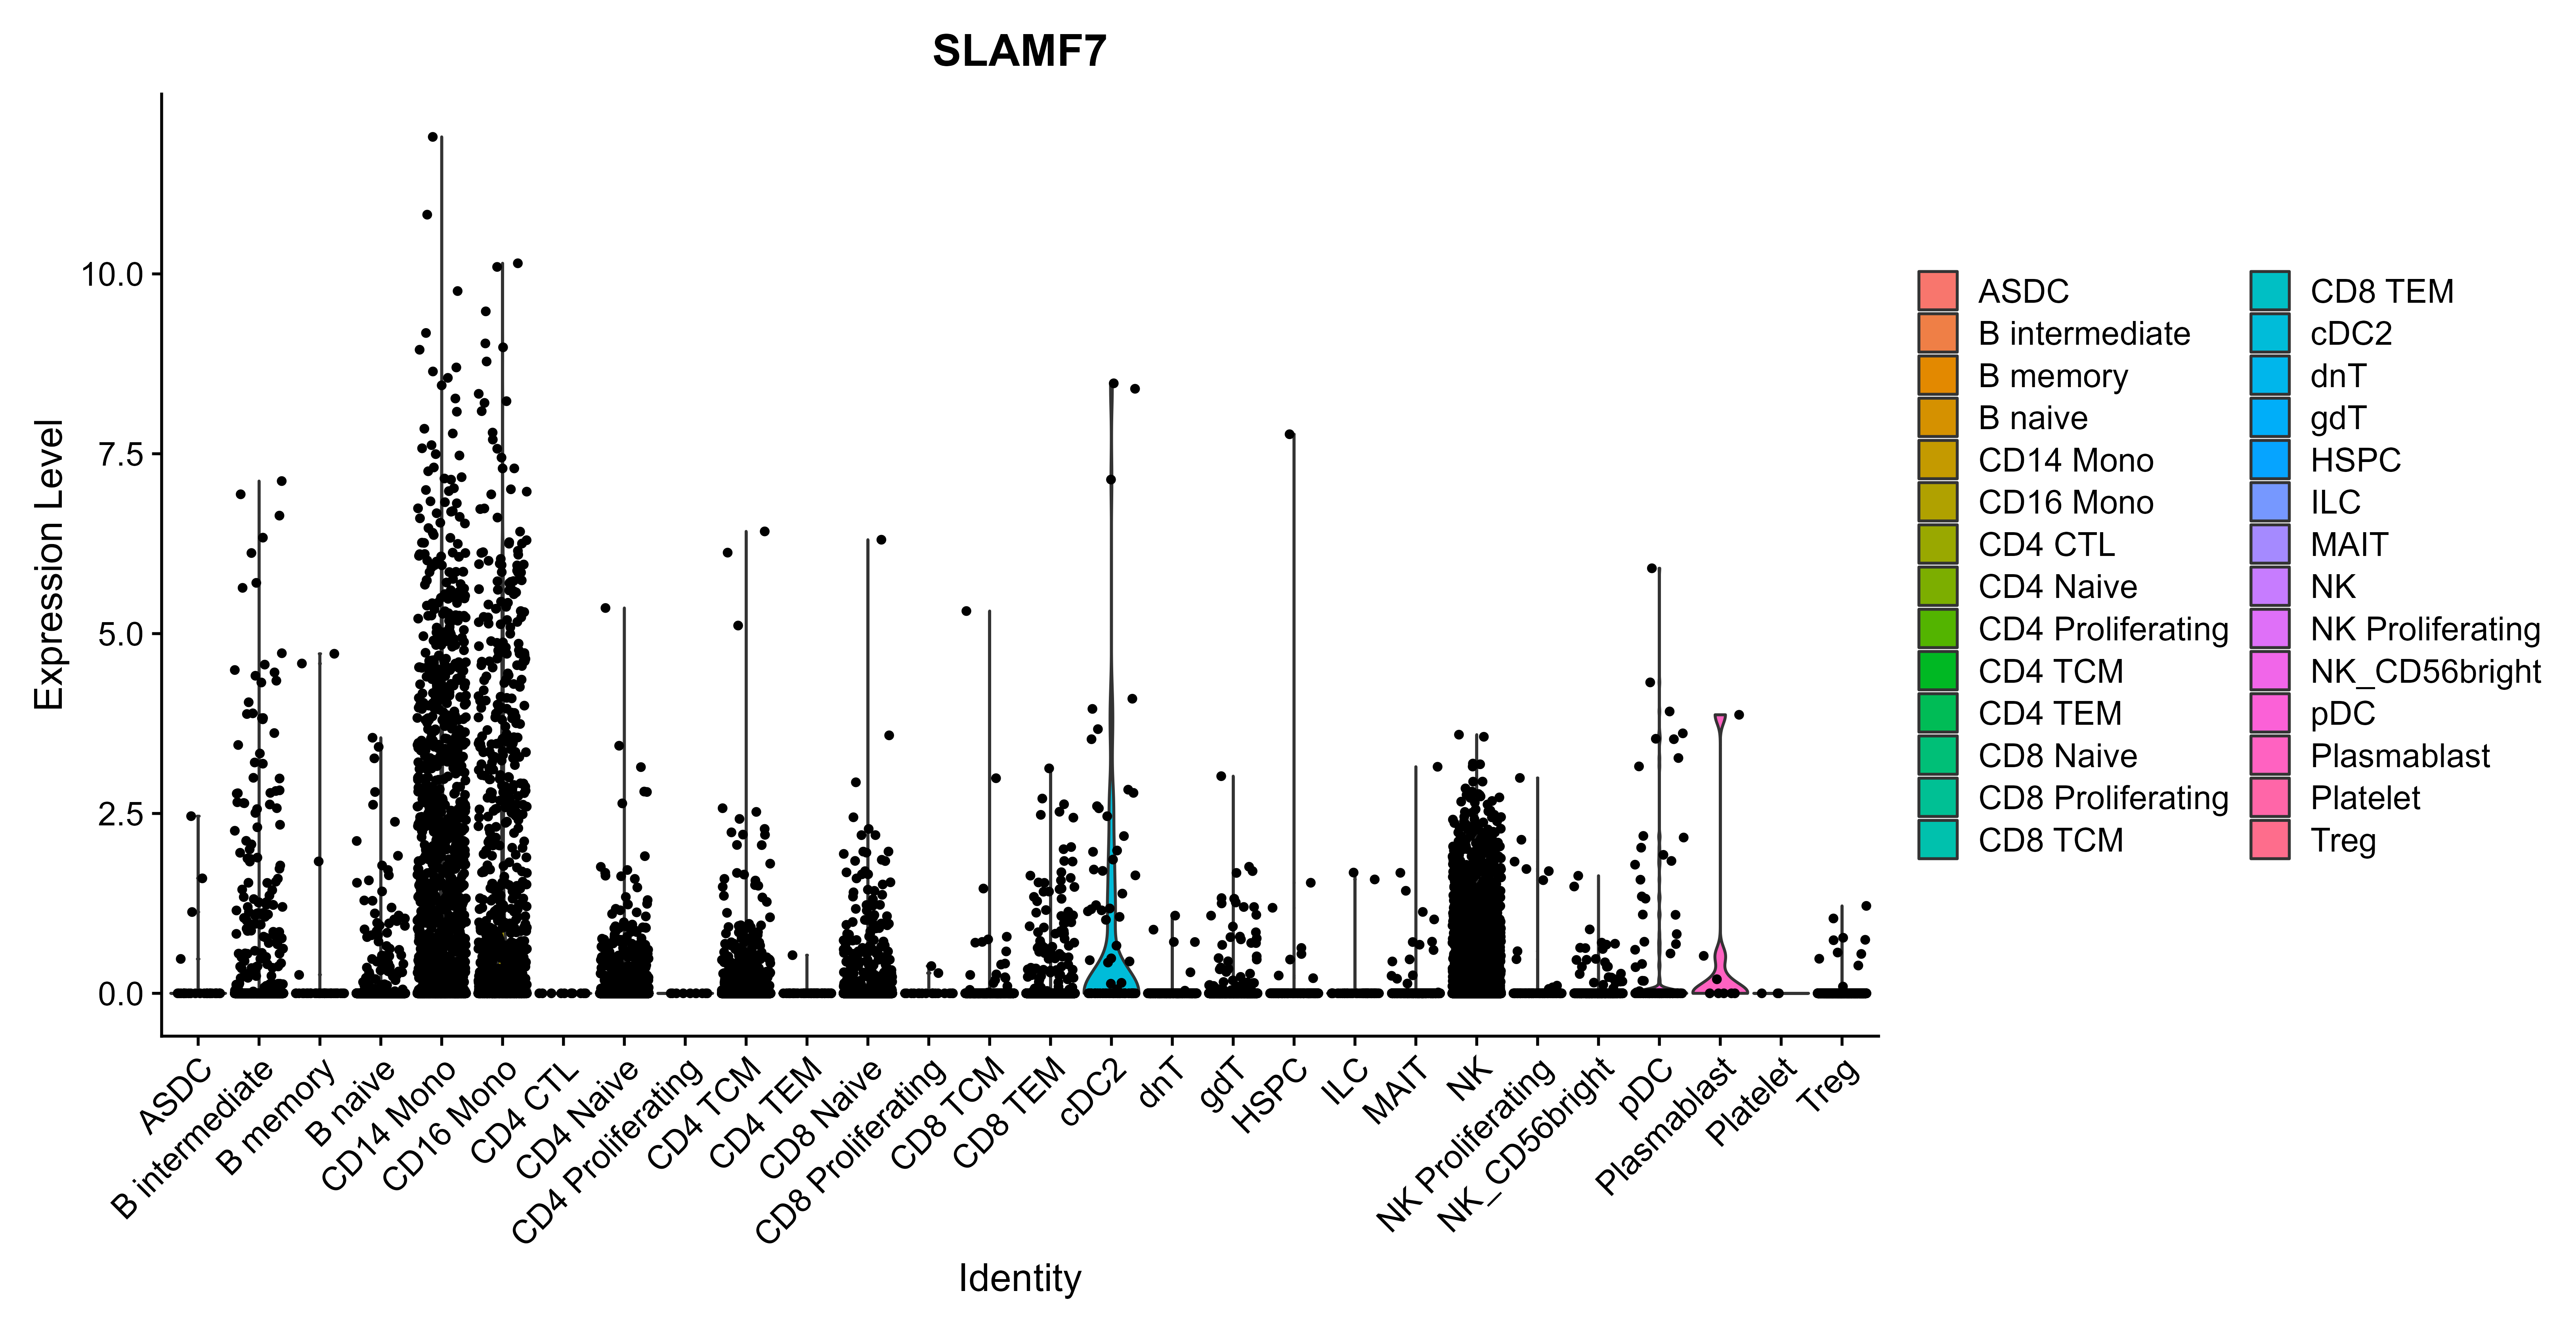 SLAMF7
Expression Level
10.0
7.5
5.0
2.5
0.0
ASDC
B intermediate
B memory
B naive
CD14 Mono
CD16 Mono
CD4 CTL
CD4 Naive
CD4 Proliferating
CD4 TCM
CD4 TEM
CD8 Naive
CD8 Proliferating
CD8 TCM
CD8 TEM
cDC2
dnT
gdT
HSPC
ILC
MAIT
NK
NK Proliferating
NK_CD56bright
pDC
Plasmablast
Platelet
Treg
Identity
ASDC
B intermediate
B memory
B naive
CD14 Mono
CD16 Mono
CD4 CTL
CD4 Naive
CD4 Proliferating
CD4 TCM
CD4 TEM
CD8 Naive
CD8 Proliferating
CD8 TCM
CD8 TEM
cDC2
dnT
gdT
HSPC
ILC
MAIT
NK
NK Proliferating
NK_CD56bright
pDC
Plasmablast
Platelet
Treg